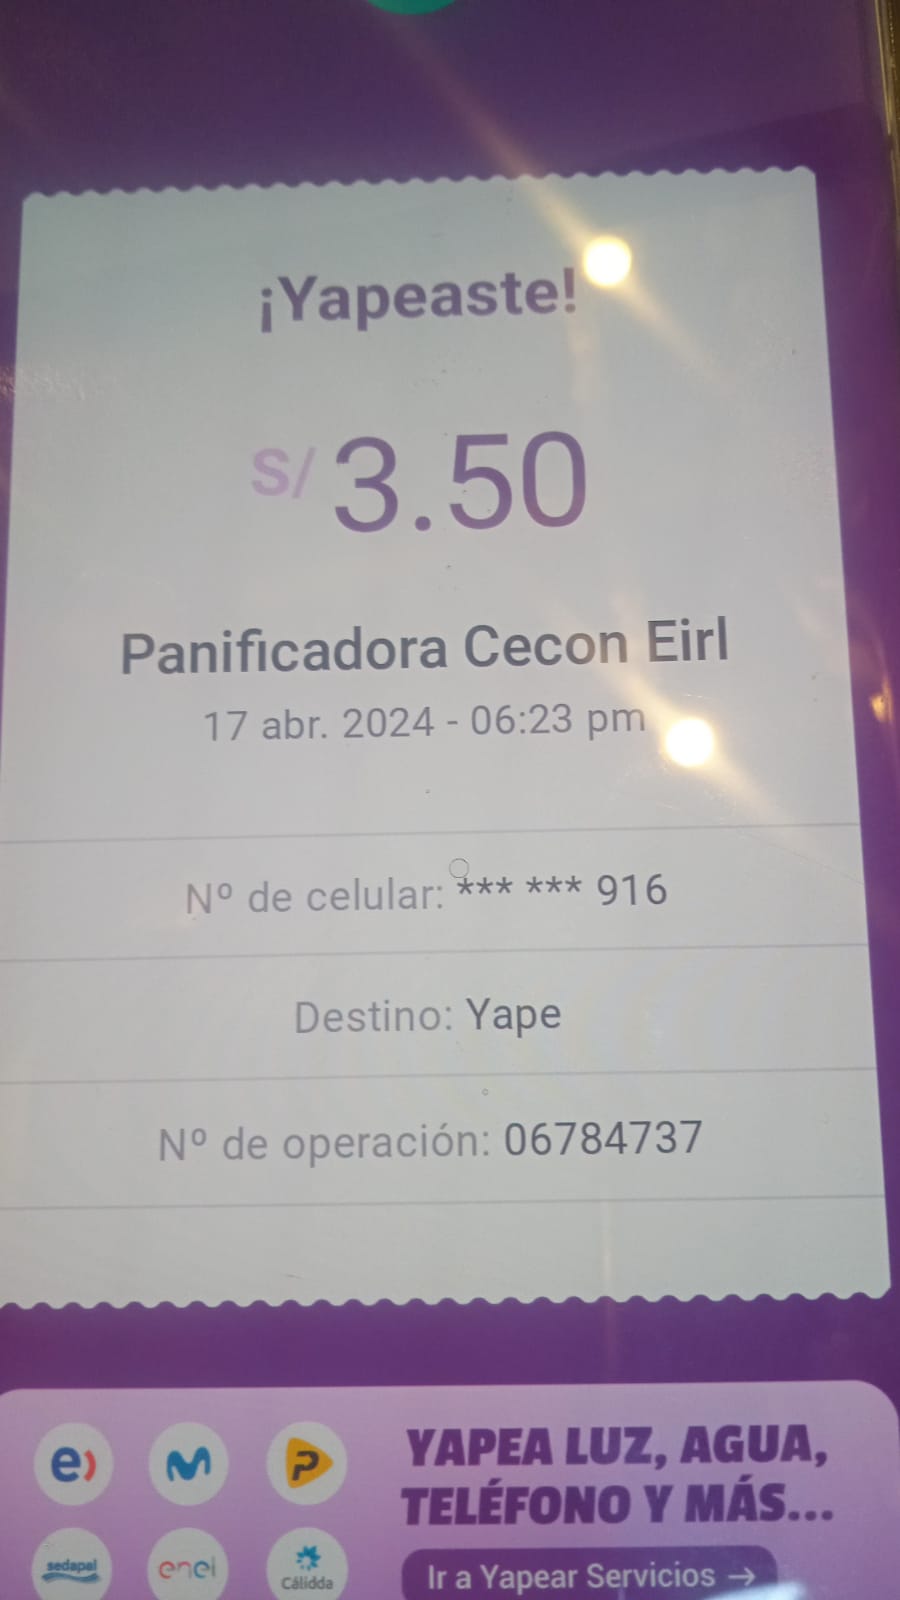 ¡Yapeaste!
S/ 3.50
Panificadora Cecon Eirl
17 abr. 2024 - 06:23 pm
Nº de celular: *** *** 916
Destino: Yape
Nº de operación: 06784737
e)
P
YAPEA LUZ, AGUA,
TELÉFONO Y MÁS...
sedapal
enel
Cálidda
Ir a Yapear Servicios →